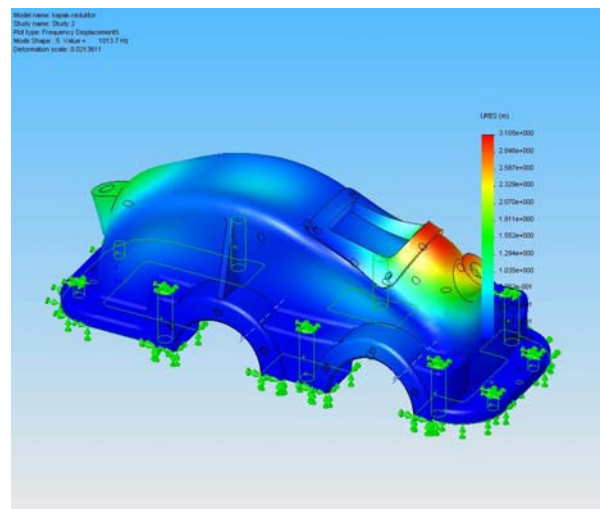 Model name: kapak-reduktor
Study name: Study 2
Plot type: Frequency Displacement5
Mode Shape : 5 Value = 1013.7 Hz
Deformation scale: 0.0213611
URES (m)
3.105e+000
2.846e+000
2.587e+000
2.329e+000
2.070e+000
1.811e+000
1.552e+000
1.294e+000
1.035e+000